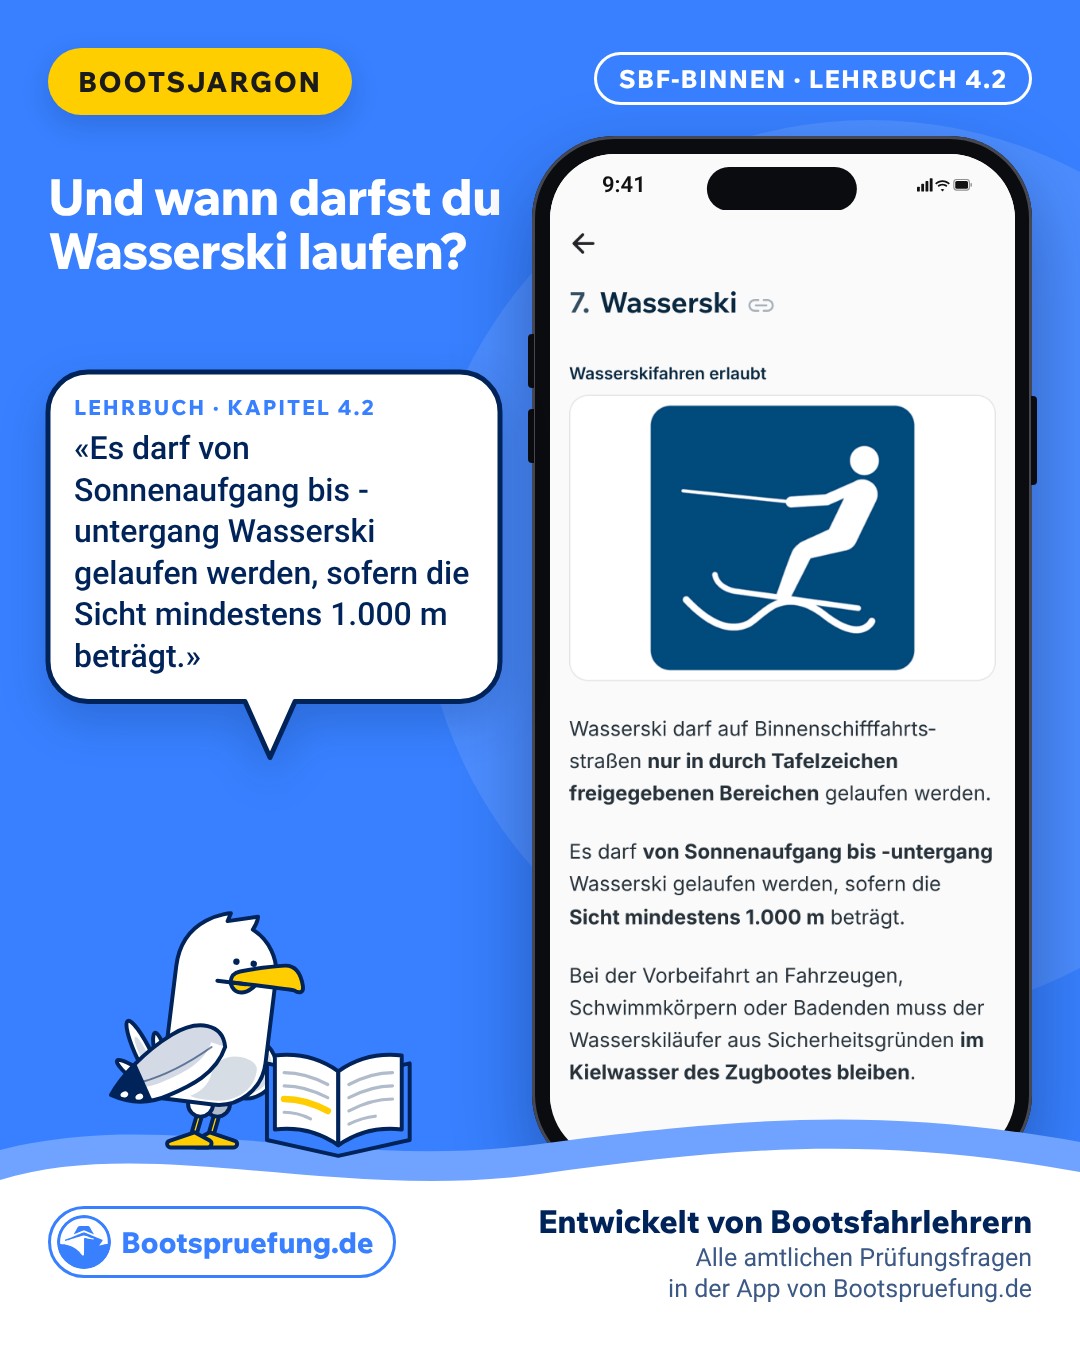 BOOTSJARGON
SBF-BINNEN · LEHRBUCH 4.2
Und wann darfst du
Wasserski laufen?
LEHRBUCH · KAPITEL 4.2
«Es darf von
Sonnenaufgang bis -
untergang Wasserski
gelaufen werden, sofern die
Sicht mindestens 1.000 m
beträgt.»
9:41
7. Wasserski
Wasserskifahren erlaubt
Wasserski darf auf Binnenschifffahrts-
straßen nur in durch Tafelzeichen
freigegebenen Bereichen gelaufen werden.
Es darf von Sonnenaufgang bis -untergang
Wasserski gelaufen werden, sofern die
Sicht mindestens 1.000 m beträgt.
Bei der Vorbeifahrt an Fahrzeugen,
Schwimmkörpern oder Badenden muss der
Wasserskiläufer aus Sicherheitsgründen im
Kielwasser des Zugbootes bleiben.
Bootspruefung.de
Entwickelt von Bootsfahrlehrern
Alle amtlichen Prüfungsfragen
in der App von Bootspruefung.de